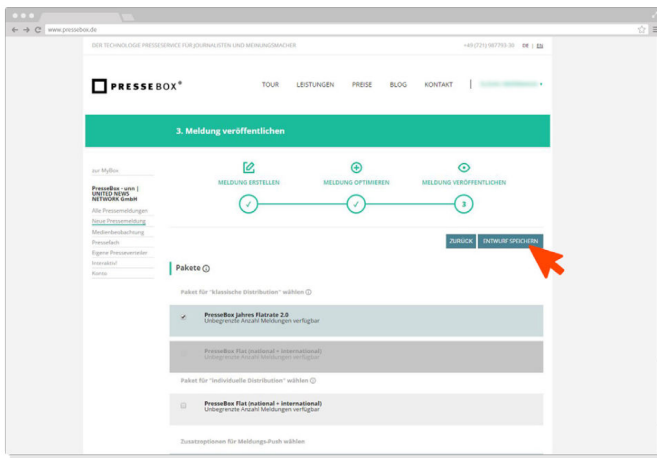 www.pressebox.de
DER TECHNOLOGIE PRESSESERVICE FÜR JOURNALISTEN UND MEINUNGSMACHER
+49 (721) 987793-30 DE | EN
PRESSEBOX®
TOUR LEISTUNGEN PREISE BLOG KONTAKT
3. Meldung veröffentlichen
zur MyBox
PresseBox - unn |
UNITED NEWS
NETWORK GmbH
Alle Pressemeldungen
Neue Pressemeldung
Medienbeobachtung
Pressefach
Eigene Presseverteiler
Interaktiv!
Konto
MELDUNG ERSTELLEN MELDUNG OPTIMIEREN MELDUNG VERÖFFENTLICHEN
3
ZURÜCK ENTWURF SPEICHERN
Pakete
Paket für "klassische Distribution" wählen
PresseBox Jahres Flatrate 2.0
Unbegrenzte Anzahl Meldungen verfügbar
PresseBox Flat (national + international)
Unbegrenzte Anzahl Meldungen verfügbar
Paket für "individuelle Distribution" wählen
PresseBox Flat (national + international)
Unbegrenzte Anzahl Meldungen verfügbar
Zusatzoptionen für Meldungs-Push wählen